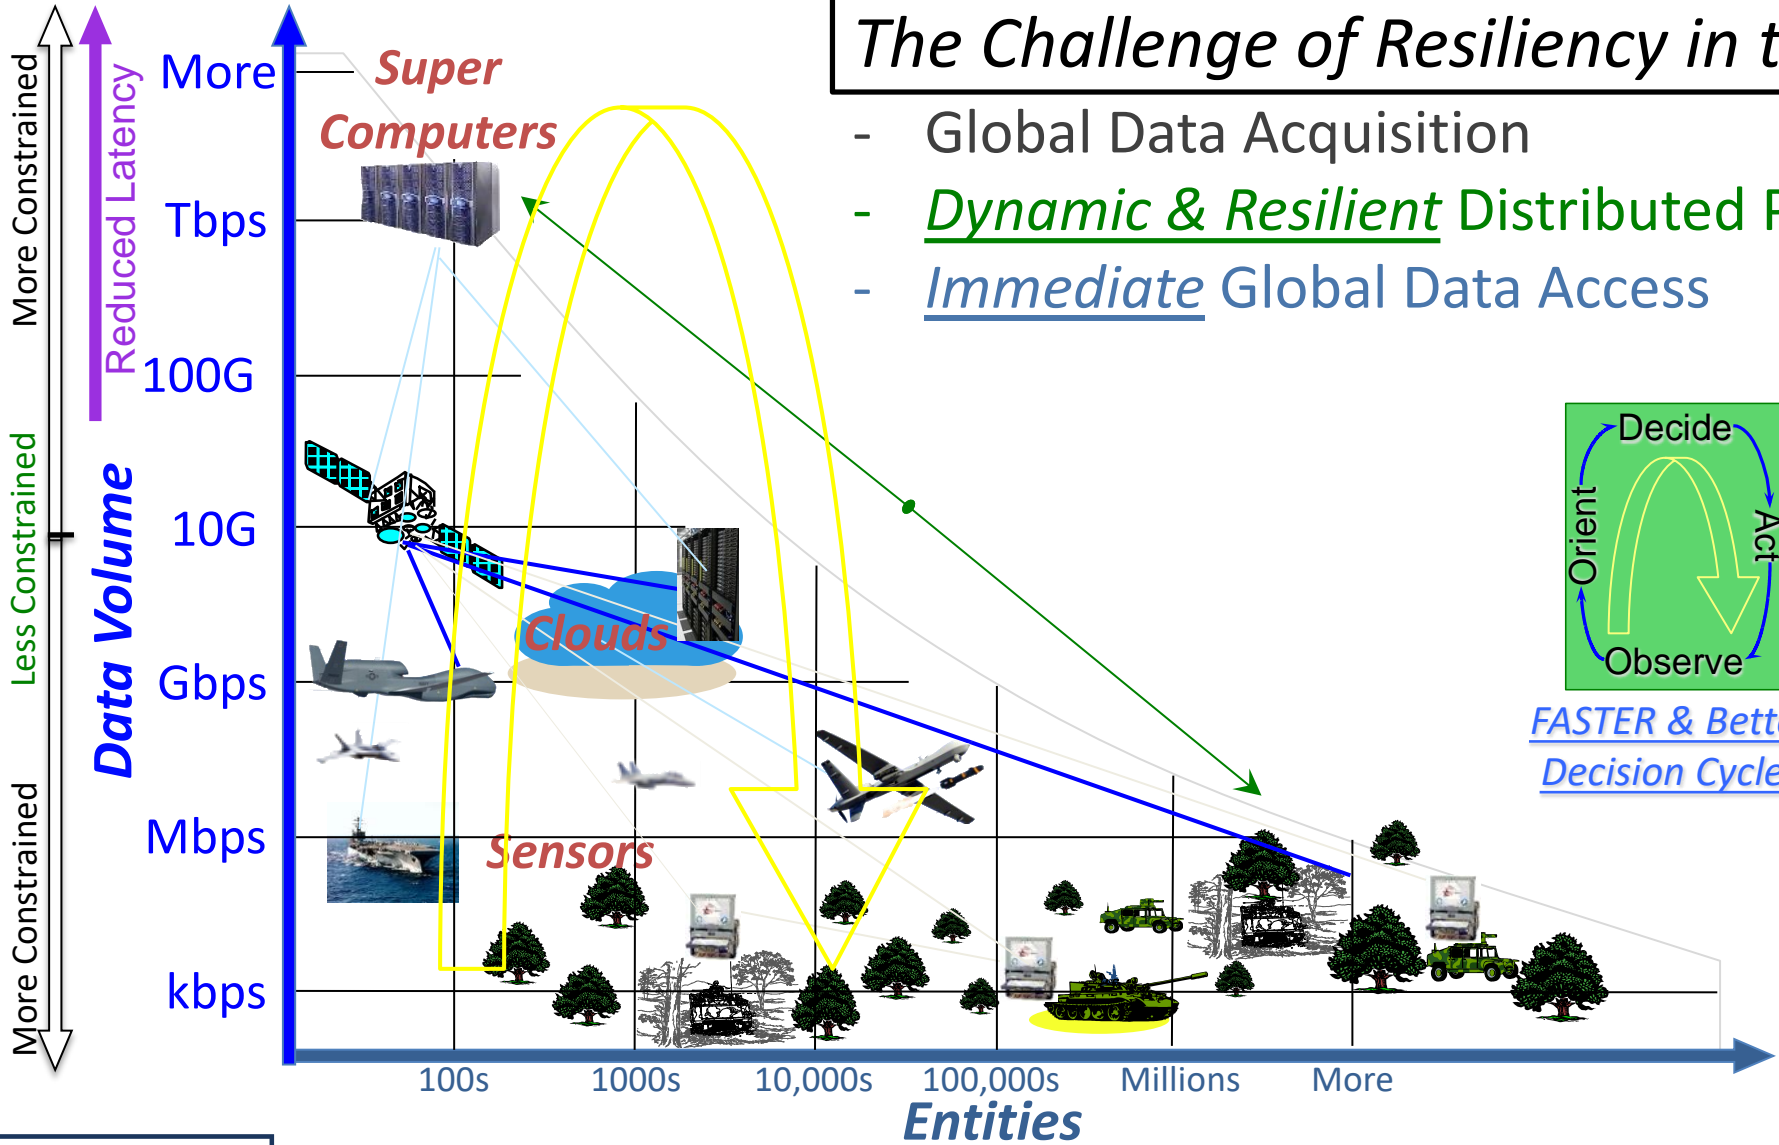 The Challenge of Resiliency in t
- Global Data Acquisition
- Dynamic & Resilient Distributed
- Immediate Global Data Access
More Constrained
Less Constrained
More Constrained
Reduced Latency
Data Volume
More
Tbps
100G
10G
Gbps
Mbps
kbps
Super
Computers
Clouds
Sensors
Decide
Act
Observe
Orient
FASTER & Bette
Decision Cycle
100s
1000s
10,000s
100,000s
Millions
More
Entities